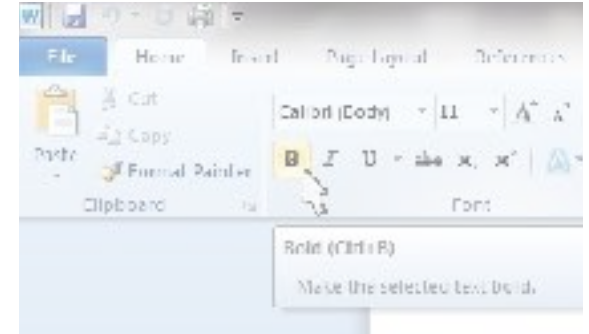 W
File Home Insert Page Layout References
Cut
Calibri (Body) 11 A A
Copy
Paste
B I U abc x, x² A
Format Painter
Clipboard Font
Bold (Ctrl+B)
Make the selected text bold.